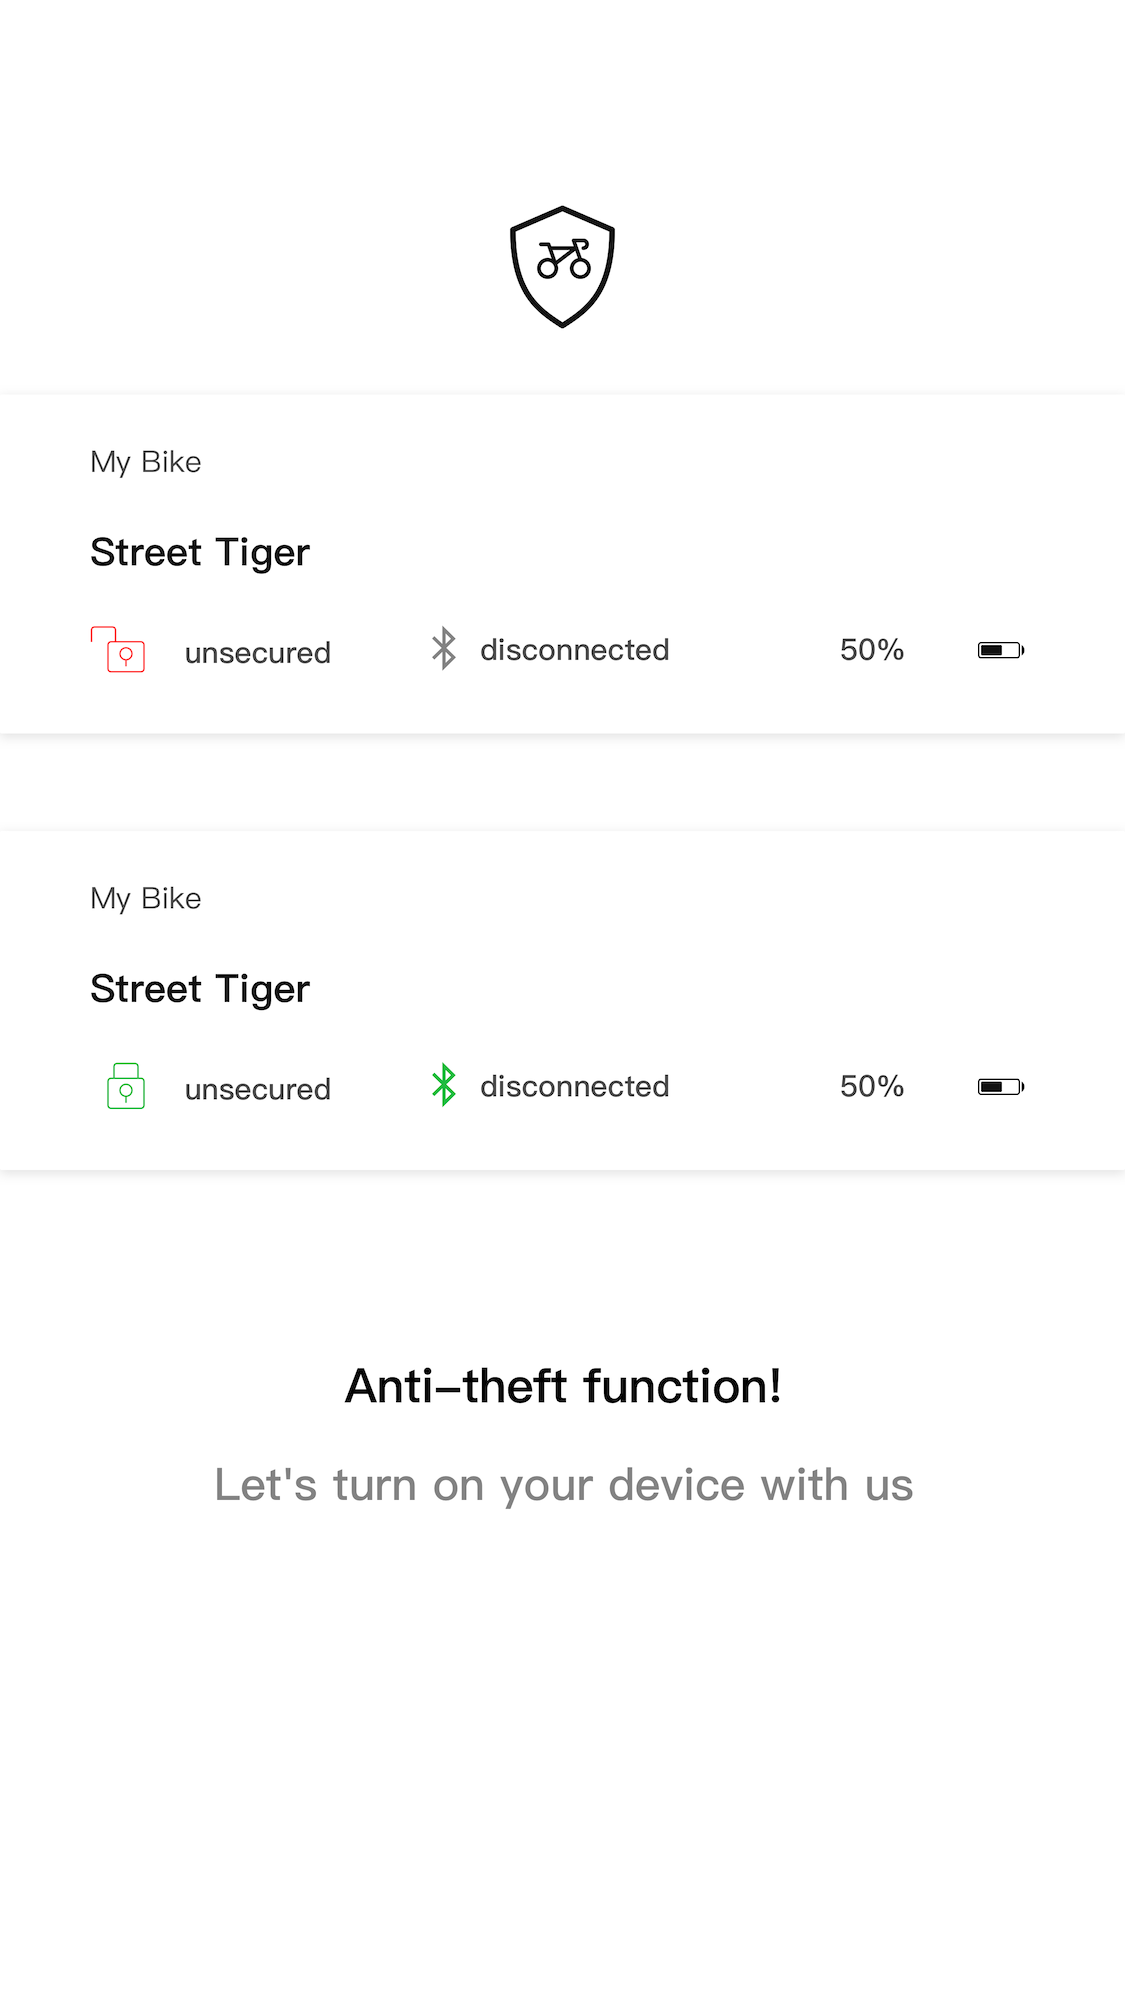 My Bike
Street Tiger
unsecured disconnected 50%
My Bike
Street Tiger
unsecured disconnected 50%
Anti–theft function!
Let's turn on your device with us